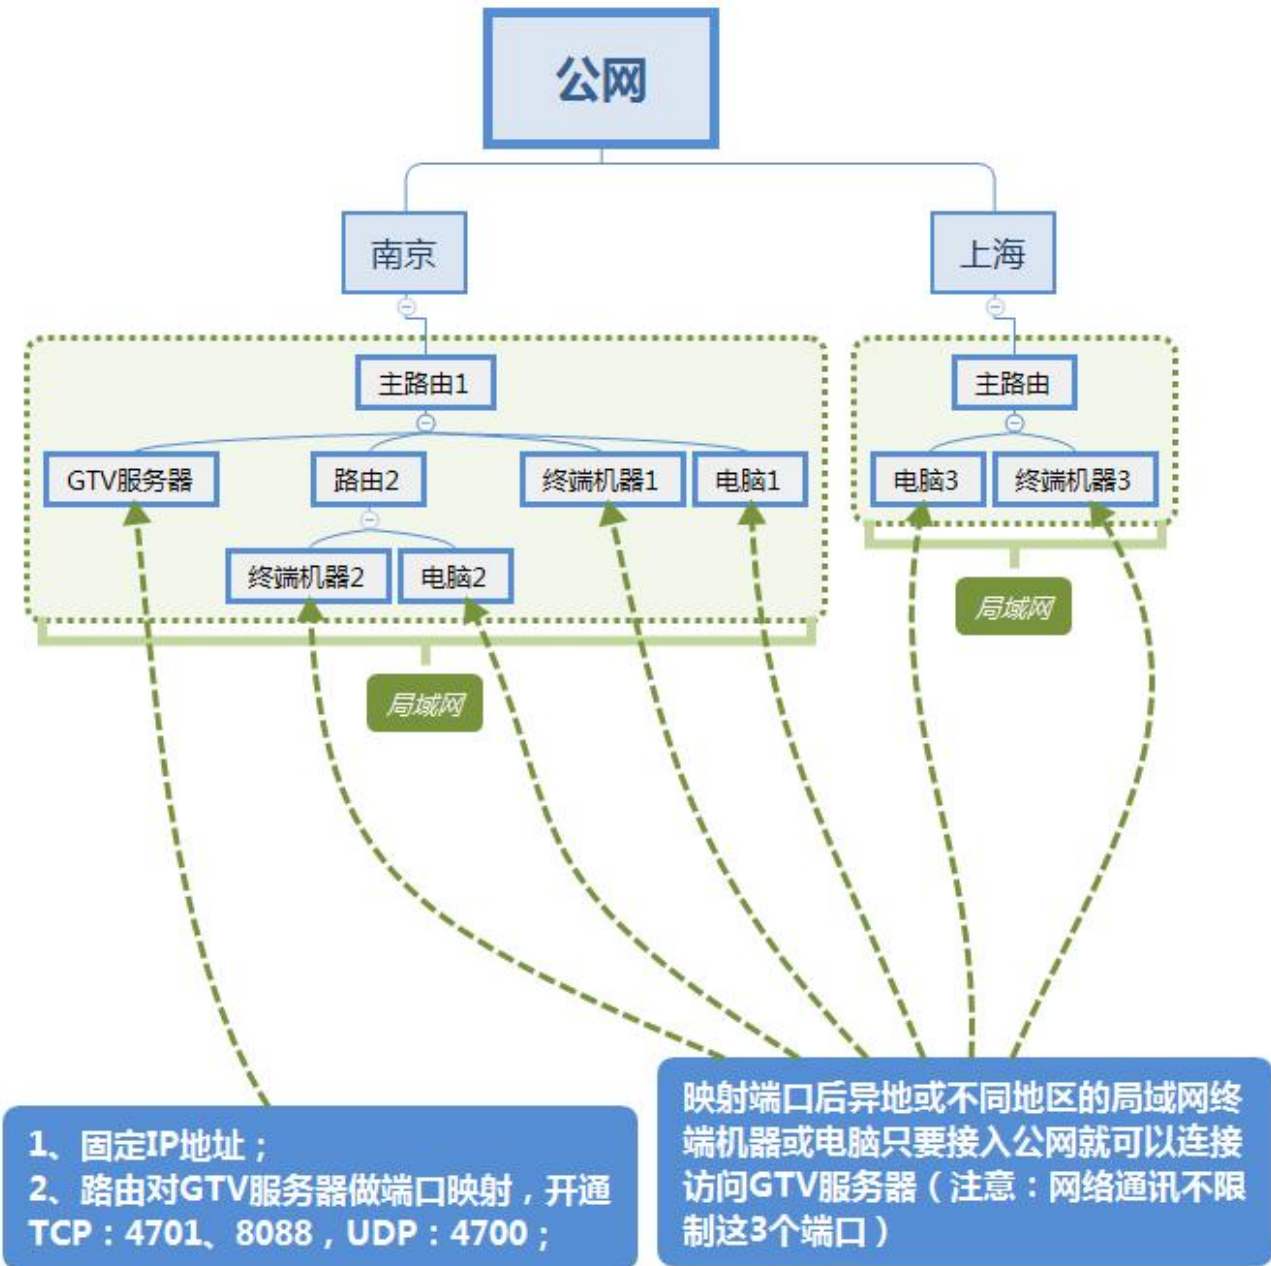 公网
南京
上海
主路由1
主路由
GTV服务器
路由2
终端机器1
电脑1
电脑3
终端机器3
终端机器2
电脑2
局域网
局域网
1、固定IP地址；
2、路由对GTV服务器做端口映射，开通
TCP：4701、8088，UDP：4700；
映射端口后异地或不同地区的局域网终
端机器或电脑只要接入公网就可以连接
访问GTV服务器（注意：网络通讯不限
制这3个端口）